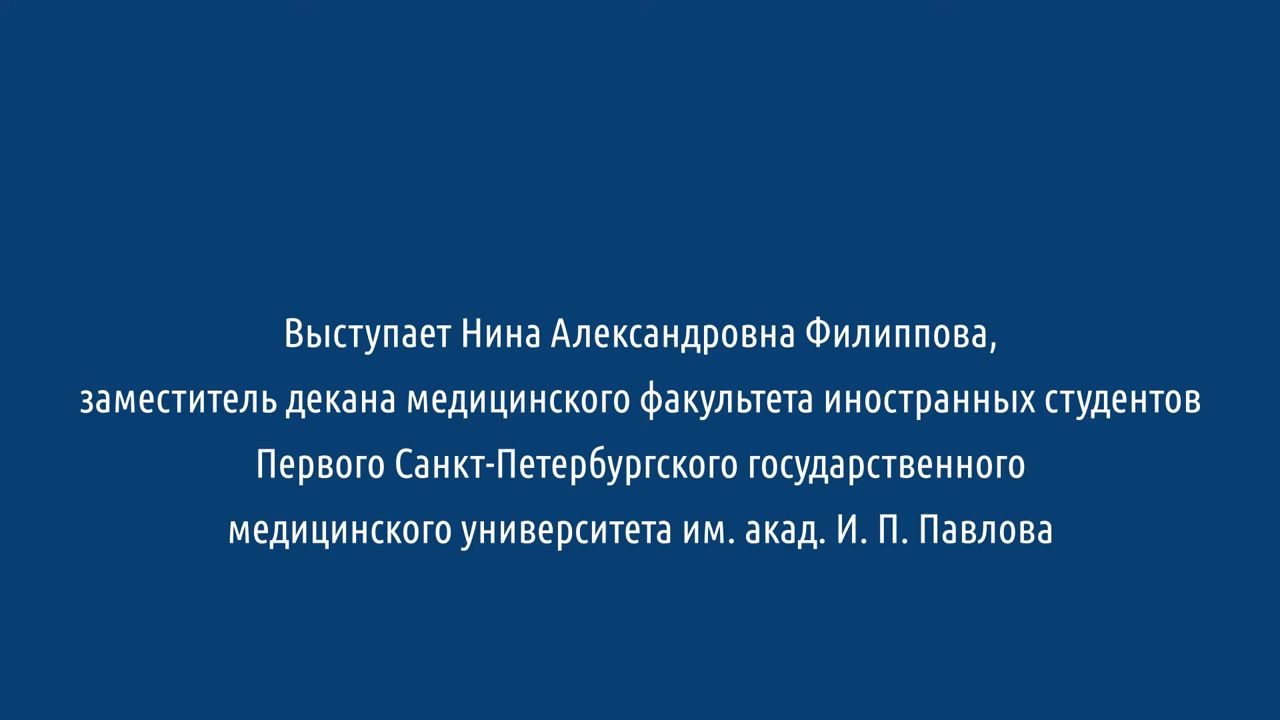 Выступает Нина Александровна Филиппова,
заместитель декана медицинского факультета иностранных студентов
Первого Санкт-Петербургского государственного
медицинского университета им. акад. И. П. Павлова